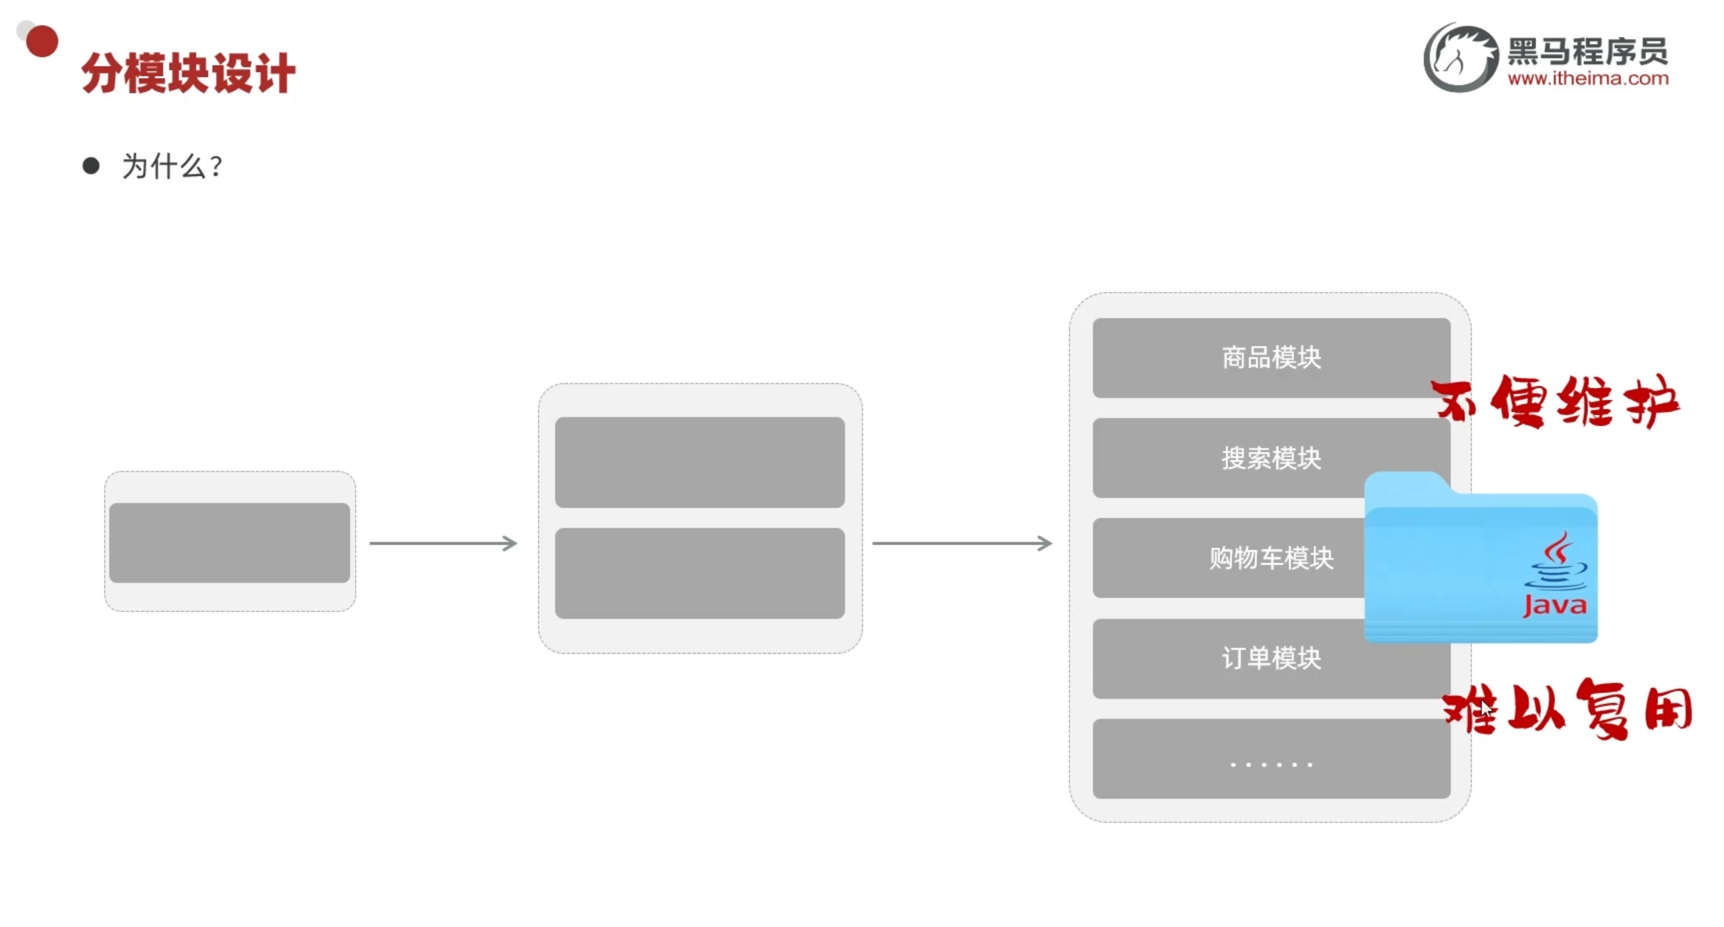 分模块设计
黑马程序员
www.itheima.com
为什么？
商品模块
不便维护
搜索模块
购物车模块
Java
订单模块
难以复用
······